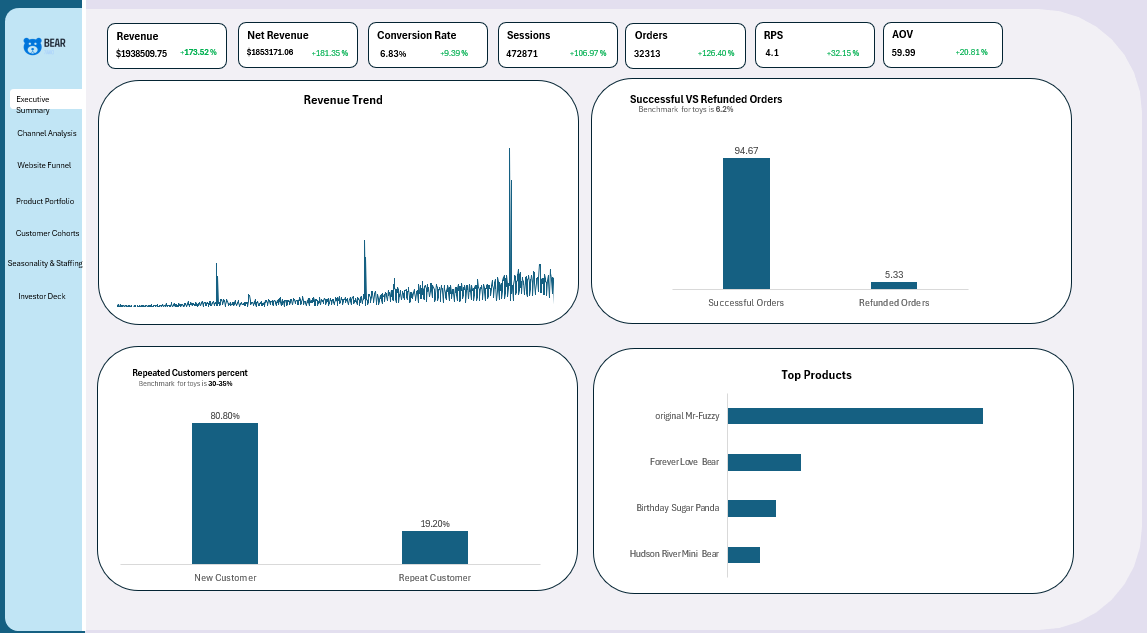 BEAR
Executive
Summary
Channel Analysis
Website Funnel
Product Portfolio
Customer Cohorts
Seasonality & Staffing
Investor Deck
Revenue
$1938509.75 +173.52%
Net Revenue
$1853171.06 +181.35%
Conversion Rate
6.83% +9.39%
Sessions
472871 +106.97%
Orders
32313 +126.40%
RPS
4.1 +32.15%
AOV
59.99 +20.81%
Revenue Trend
Successful VS Refunded Orders
Benchmark for toys is 6.2%
94.67
5.33
Successful Orders Refunded Orders
Repeated Customers percent
Benchmark for toys is 30-35%
80.80%
19.20%
New Customer Repeat Customer
Top Products
original Mr-Fuzzy
Forever Love Bear
Birthday Sugar Panda
Hudson River Mini Bear